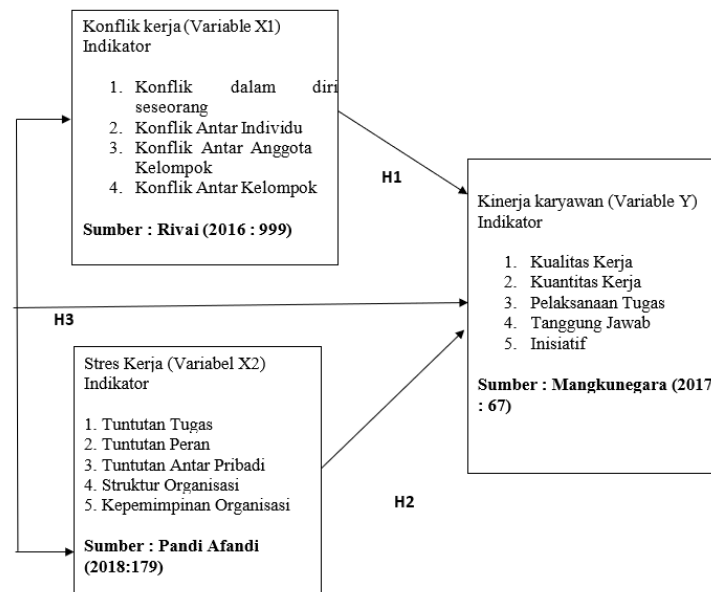 Konflik kerja (Variable X1)
Indikator
1. Konflik dalam diri
seseorang
2. Konflik Antar Individu
3. Konflik Antar Anggota
Kelompok
4. Konflik Antar Kelompok
Sumber : Rivai (2016 : 999)
H1
Kinerja karyawan (Variable Y)
Indikator
1. Kualitas Kerja
2. Kuantitas Kerja
3. Pelaksanaan Tugas
4. Tanggung Jawab
5. Inisiatif
Sumber : Mangkunegara (2017
: 67)
H3
Stres Kerja (Variabel X2)
Indikator
1. Tuntutan Tugas
2. Tuntutan Peran
3. Tuntutan Antar Pribadi
4. Struktur Organisasi
5. Kepemimpinan Organisasi
Sumber : Pandi Afandi
(2018:179)
H2